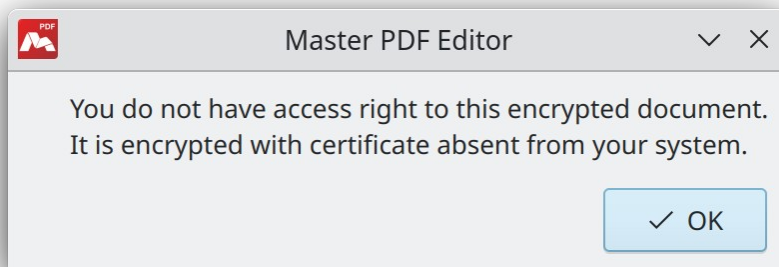 PDF
Master PDF Editor
You do not have access right to this encrypted document.
It is encrypted with certificate absent from your system.
OK